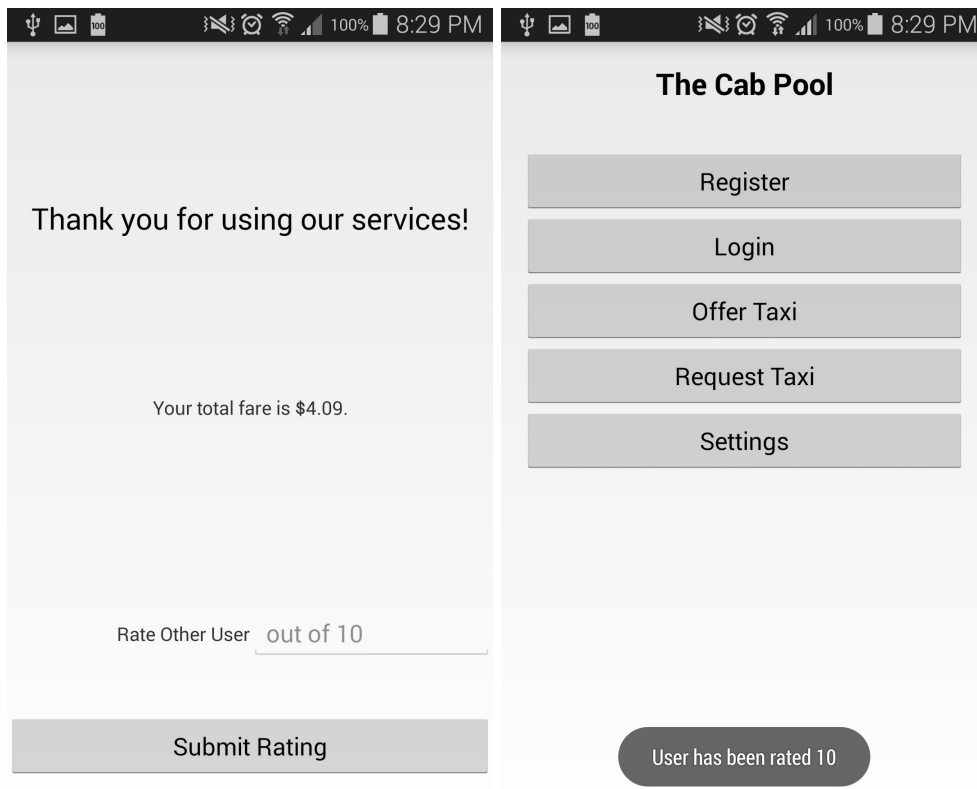 100 100% 8:29 PM
Thank you for using our services!
Your total fare is $4.09.
Rate Other User out of 10
Submit Rating
100 100% 8:29 PM
The Cab Pool
Register
Login
Offer Taxi
Request Taxi
Settings
User has been rated 10